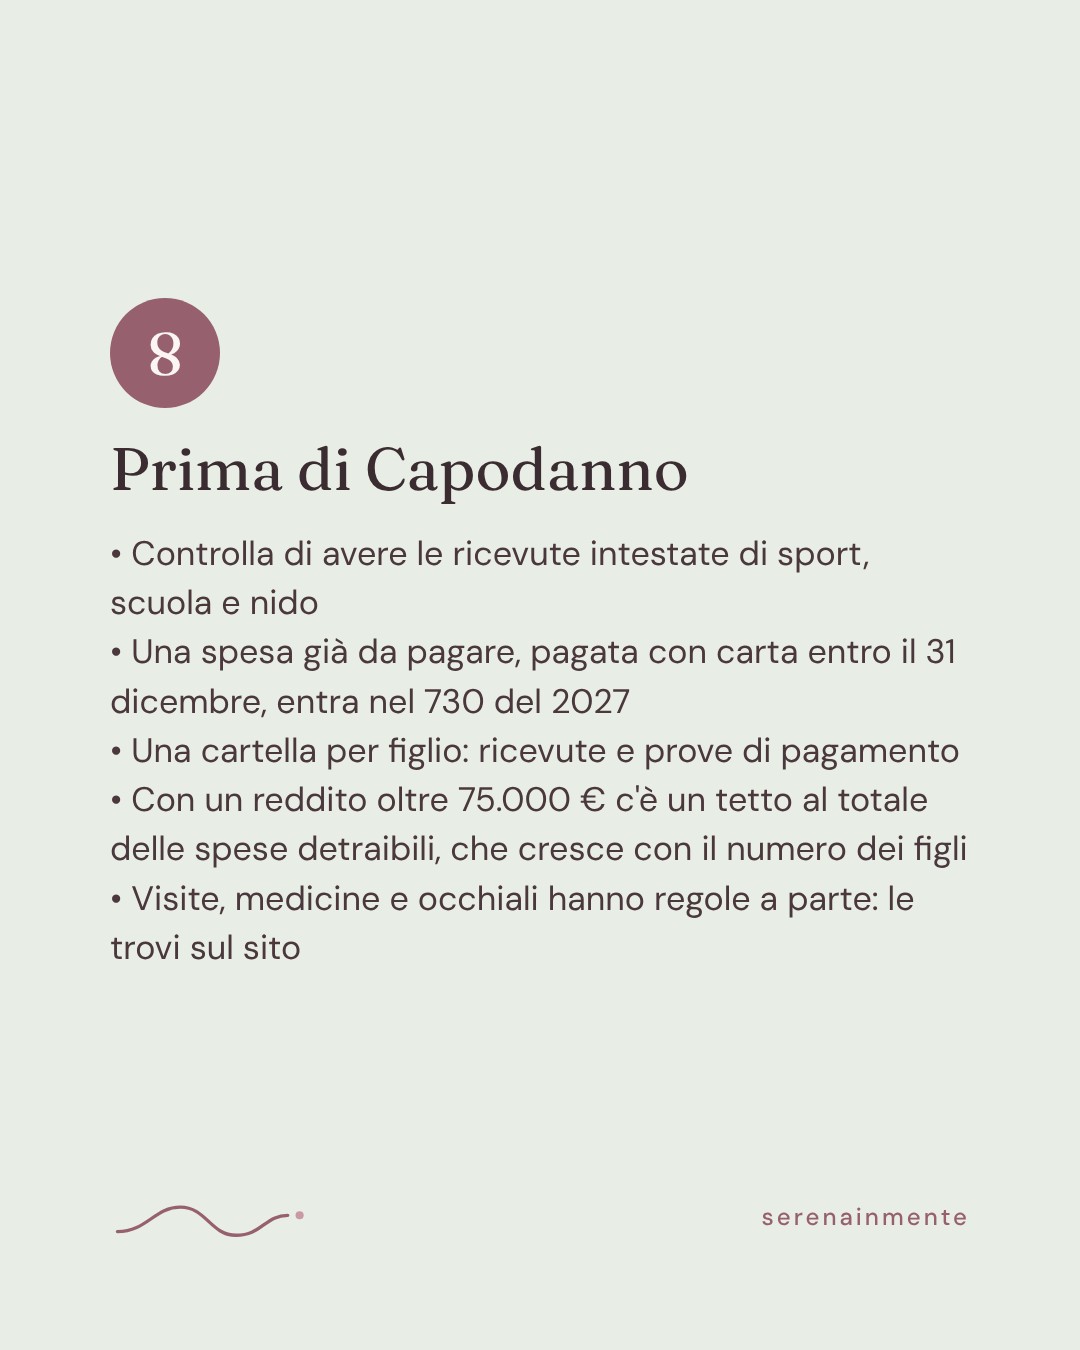 8
Prima di Capodanno
• Controlla di avere le ricevute intestate di sport,
scuola e nido
• Una spesa già da pagare, pagata con carta entro il 31
dicembre, entra nel 730 del 2027
• Una cartella per figlio: ricevute e prove di pagamento
• Con un reddito oltre 75.000 € c'è un tetto al totale
delle spese detraibili, che cresce con il numero dei figli
• Visite, medicine e occhiali hanno regole a parte: le
trovi sul sito
serenainmente